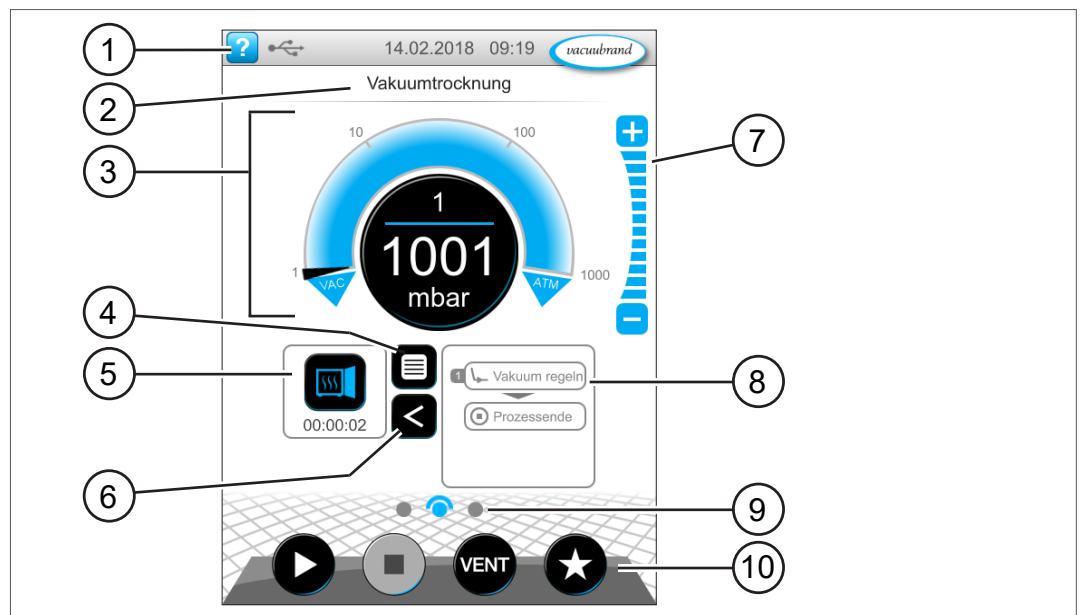 1
2
3
4
5
6
7
8
9
10
?
14.02.2018 09:19
vacuubrand
Vakuumtrocknung
1
10
100
1000
VAC
ATM
1
1001
mbar
00:00:02
<
1 Vakuum regeln
Prozessende
VENT